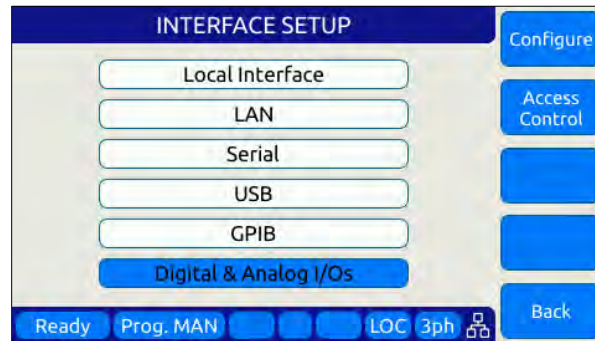 INTERFACE SETUP
Configure
Local Interface
LAN
Access
Control
Serial
USB
GPIB
Digital & Analog I/Os
Back
Ready Prog. MAN LOC 3ph